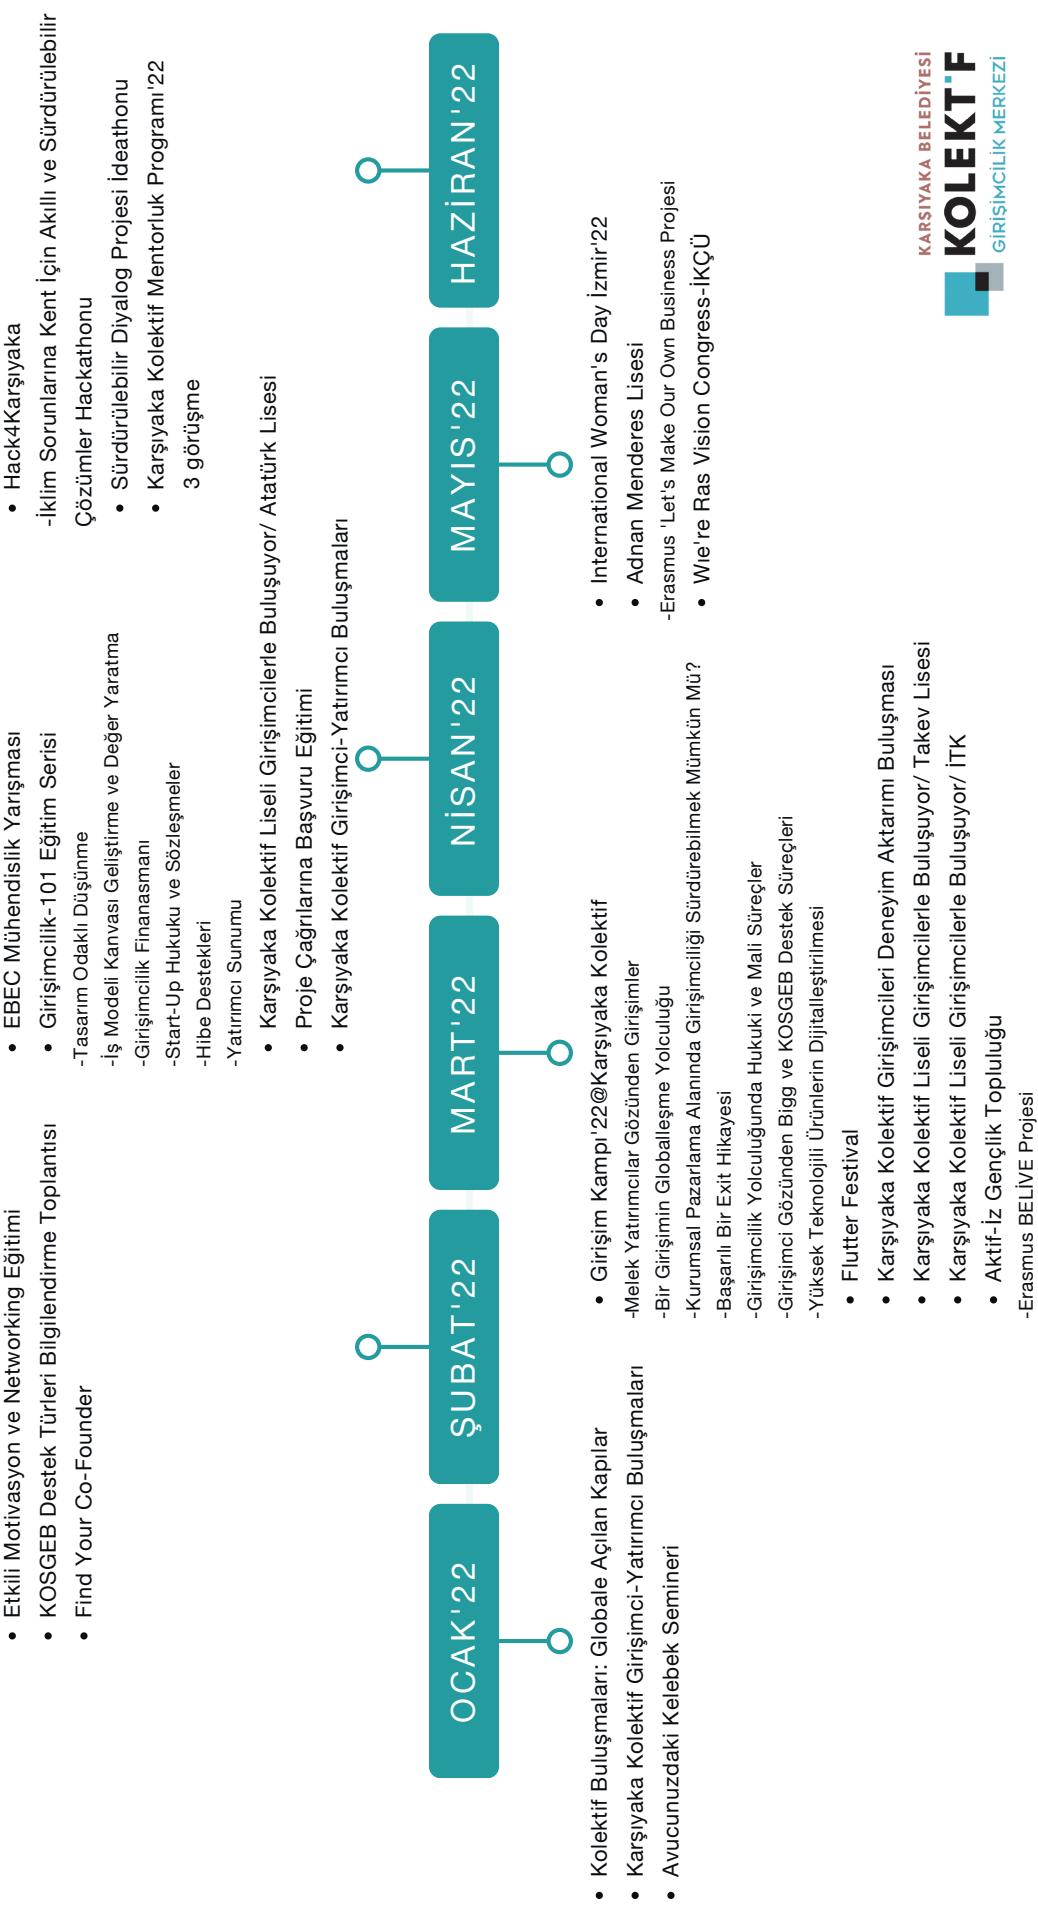 OCAK'22
• Kolektif Buluşmaları: Globale Açılan Kapılar
• Karşıyaka Kolektif Girişimci-Yatırımcı Buluşmaları
• Avucunuzdaki Kelebek Semineri
ŞUBAT'22
• Etkili Motivasyon ve Networking Eğitimi
• KOSGEB Destek Türleri Bilgilendirme Toplantısı
• Find Your Co-Founder
MART'22
• Girişim Kampı'22@Karşıyaka Kolektif
-Melek Yatırımcılar Gözünden Girişimler
-Bir Girişimin Globalleşme Yolculuğu
-Kurumsal Pazarlama Alanında Girişimciliği Sürdürebilmek Mümkün Mü?
-Başarılı Bir Exit Hikayesi
-Girişimcilik Yolculuğunda Hukuki ve Mali Süreçler
-Girişimci Gözünden Bigg ve KOSGEB Destek Süreçleri
-Yüksek Teknolojili Ürünlerin Dijitalleştirilmesi
• Flutter Festival
• Karşıyaka Kolektif Girişimcileri Deneyim Aktarımı Buluşması
• Karşıyaka Kolektif Liseli Girişimcilerle Buluşuyor/ Takev Lisesi
• Karşıyaka Kolektif Liseli Girişimcilerle Buluşuyor/ İTK
• Aktif-İz Gençlik Topluluğu
-Erasmus BELİVE Projesi
NİSAN'22
• EBEC Mühendislik Yarışması
• Girişimcilik-101 Eğitim Serisi
-Tasarım Odaklı Düşünme
-İş Modeli Kanvası Geliştirme ve Değer Yaratma
-Girişimcilik Finanasmanı
-Start-Up Hukuku ve Sözleşmeler
-Hibe Destekleri
-Yatırımcı Sunumu
• Karşıyaka Kolektif Liseli Girişimcilerle Buluşuyor/ Atatürk Lisesi
• Proje Çağrılarına Başvuru Eğitimi
• Karşıyaka Kolektif Girişimci-Yatırımcı Buluşmaları
MAYIS'22
• International Woman's Day İzmir'22
• Adnan Menderes Lisesi
-Erasmus 'Let's Make Our Own Business Projesi
• Wie're Ras Vision Congress-İKÇÜ
HAZİRAN'22
• Hack4Karşıyaka
-İklim Sorunlarına Kent İçin Akıllı ve Sürdürülebilir
Çözümler Hackathonu
• Sürdürülebilir Diyalog Projesi İdeathonu
• Karşıyaka Kolektif Mentorluk Programı'22
3 görüşme
KARŞIYAKA BELEDİYESİ
KOLEKTİF
GİRİŞİMCİLİK MERKEZİ